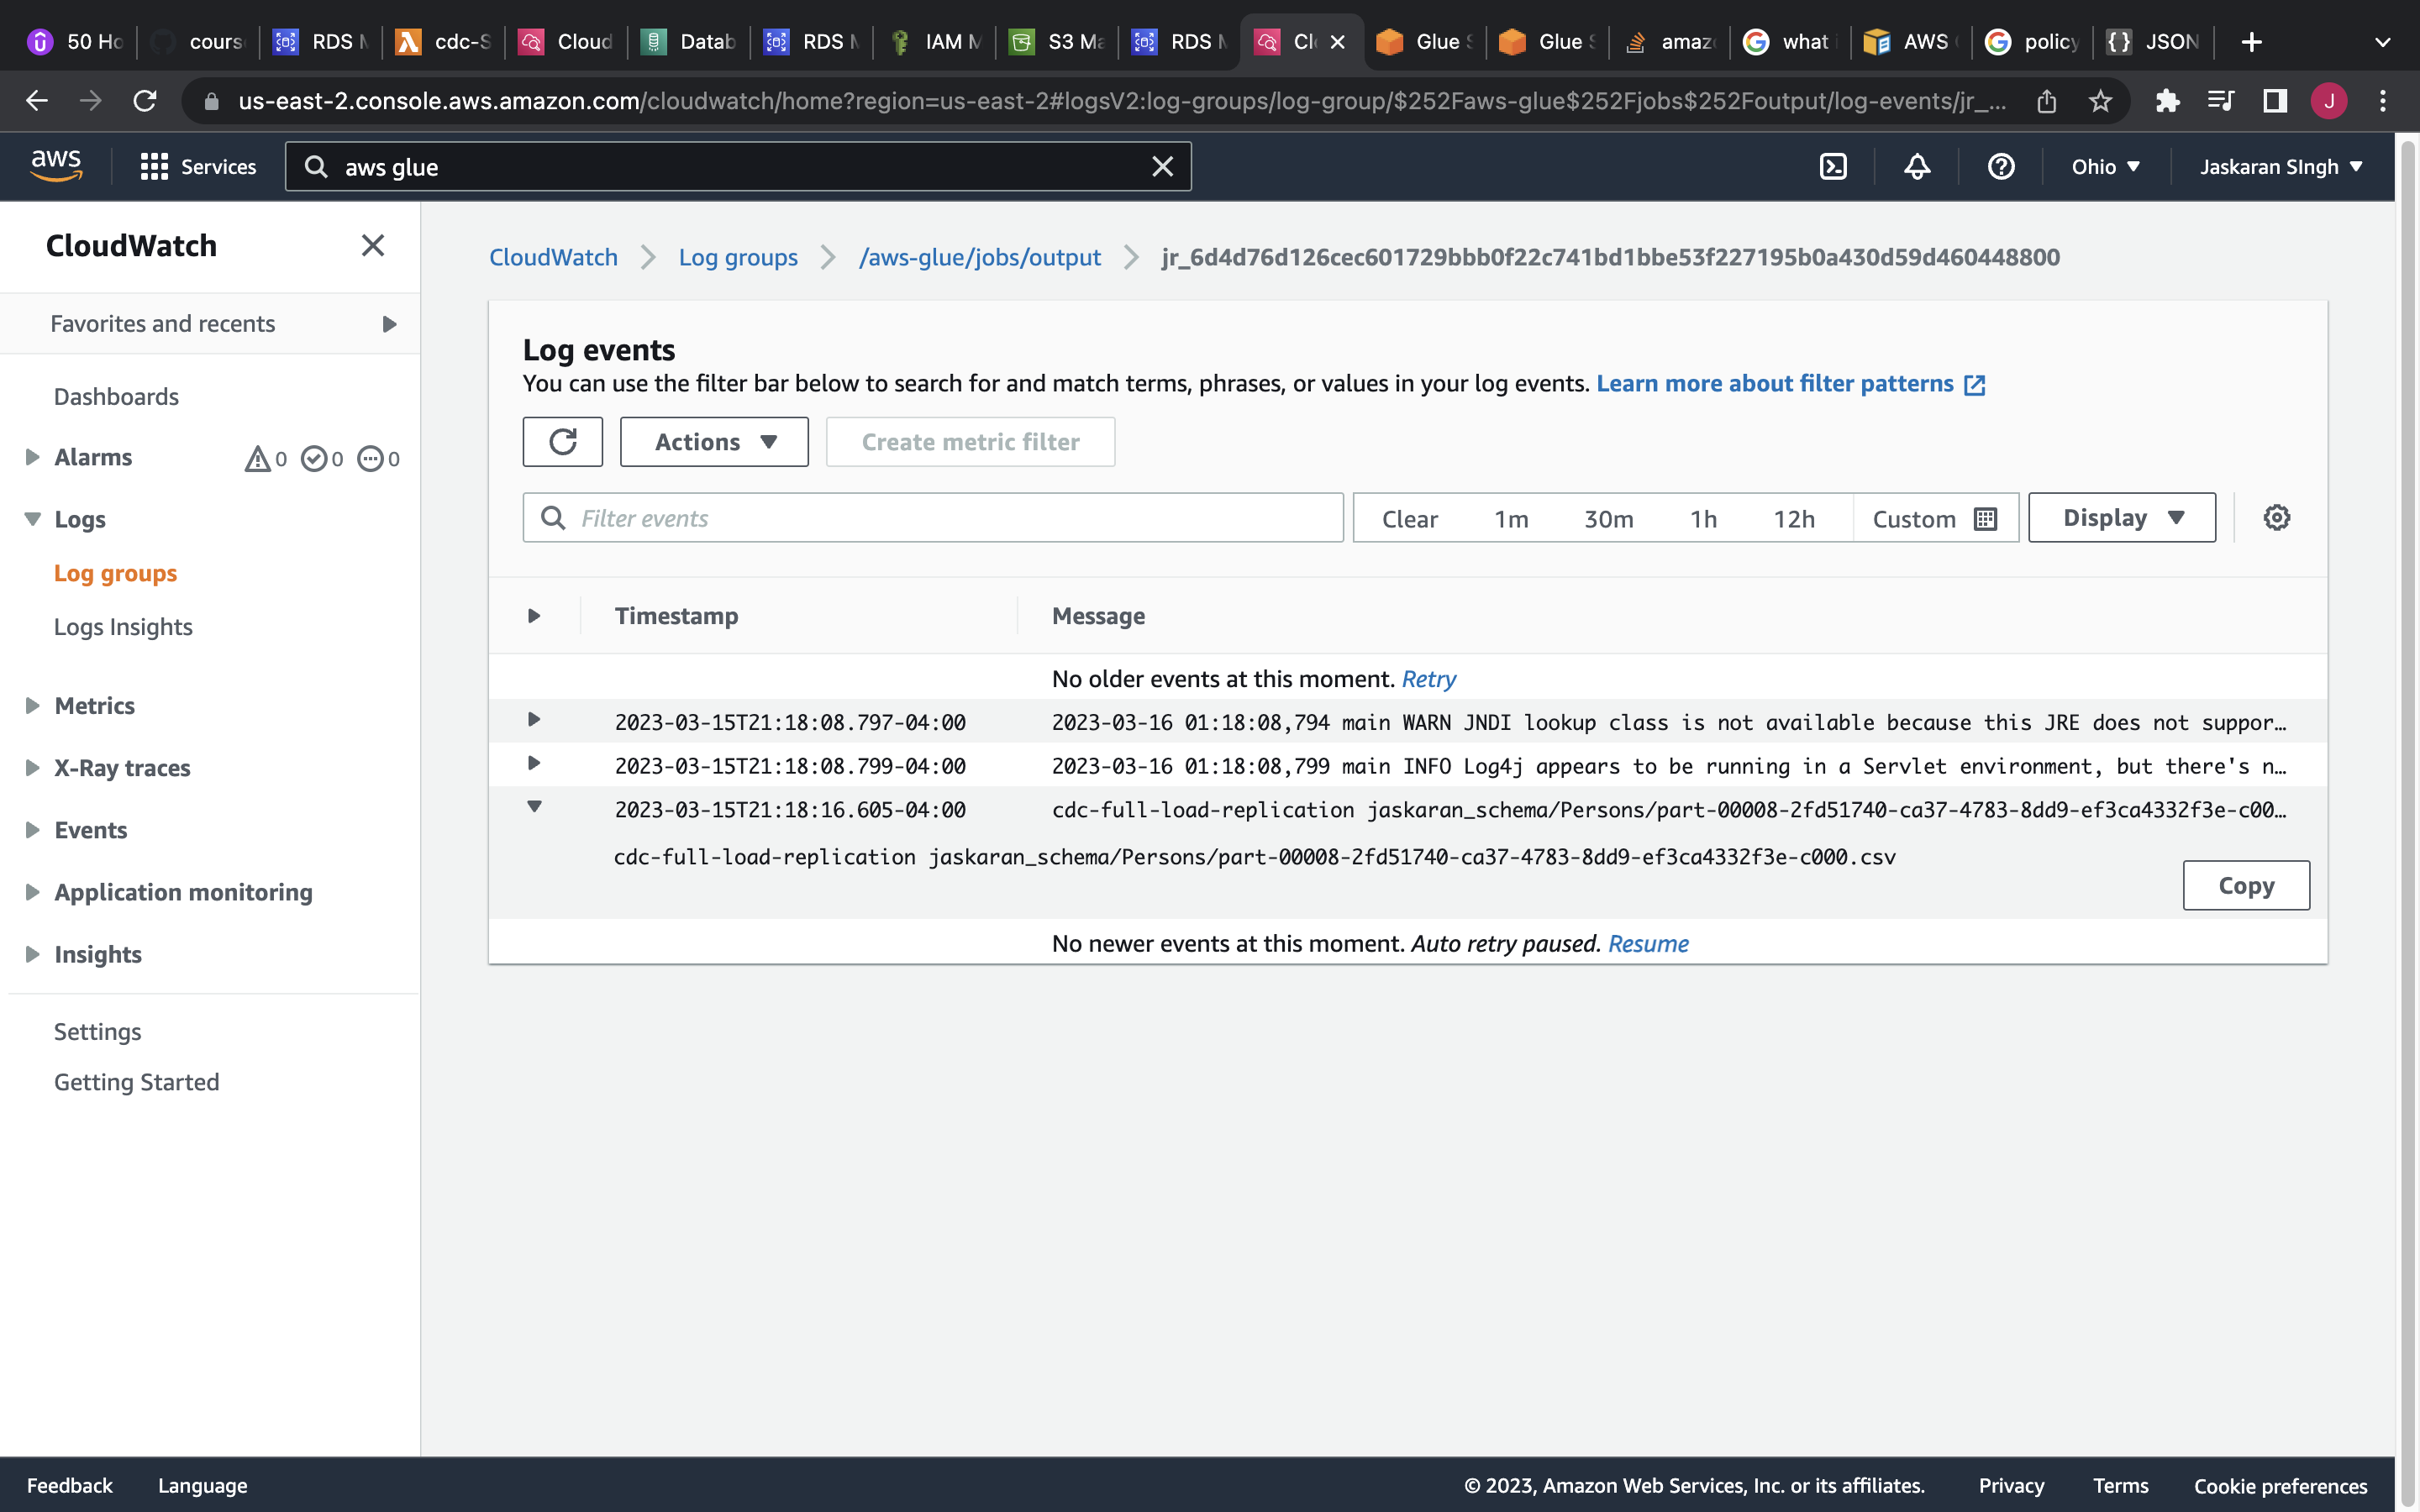 50 Ho
cours
RDS M
cdc-S
Cloud
Datab
RDS M
IAM M
S3 Ma
RDS M
Clo
Glue S
Glue S
amazo
what i
AWS
policy
JSON
us-east-2.console.aws.amazon.com/cloudwatch/home?region=us-east-2#logsV2:log-groups/log-group/$252Faws-glue$252Fjobs$252Foutput/log-events/jr_...
J
aws
Services
aws glue
Ohio
Jaskaran SIngh
CloudWatch
Favorites and recents
Dashboards
Alarms 0 0 0
Logs
Log groups
Logs Insights
Metrics
X-Ray traces
Events
Application monitoring
Insights
Settings
Getting Started
CloudWatch
Log groups
/aws-glue/jobs/output
jr_6d4d76d126cec601729bbb0f22c741bd1bbe53f227195b0a430d59d460448800
Log events
You can use the filter bar below to search for and match terms, phrases, or values in your log events. Learn more about filter patterns
Actions
Create metric filter
Filter events
Clear 1m 30m 1h 12h Custom
Display
Timestamp Message
No older events at this moment. Retry
2023-03-15T21:18:08.797-04:00 2023-03-16 01:18:08,794 main WARN JNDI lookup class is not available because this JRE does not suppor…
2023-03-15T21:18:08.799-04:00 2023-03-16 01:18:08,799 main INFO Log4j appears to be running in a Servlet environment, but there's n…
2023-03-15T21:18:16.605-04:00 cdc-full-load-replication jaskaran_schema/Persons/part-00008-2fd51740-ca37-4783-8dd9-ef3ca4332f3e-c00…
cdc-full-load-replication jaskaran_schema/Persons/part-00008-2fd51740-ca37-4783-8dd9-ef3ca4332f3e-c000.csv
Copy
No newer events at this moment. Auto retry paused. Resume
Feedback
Language
© 2023, Amazon Web Services, Inc. or its affiliates.
Privacy
Terms
Cookie preferences